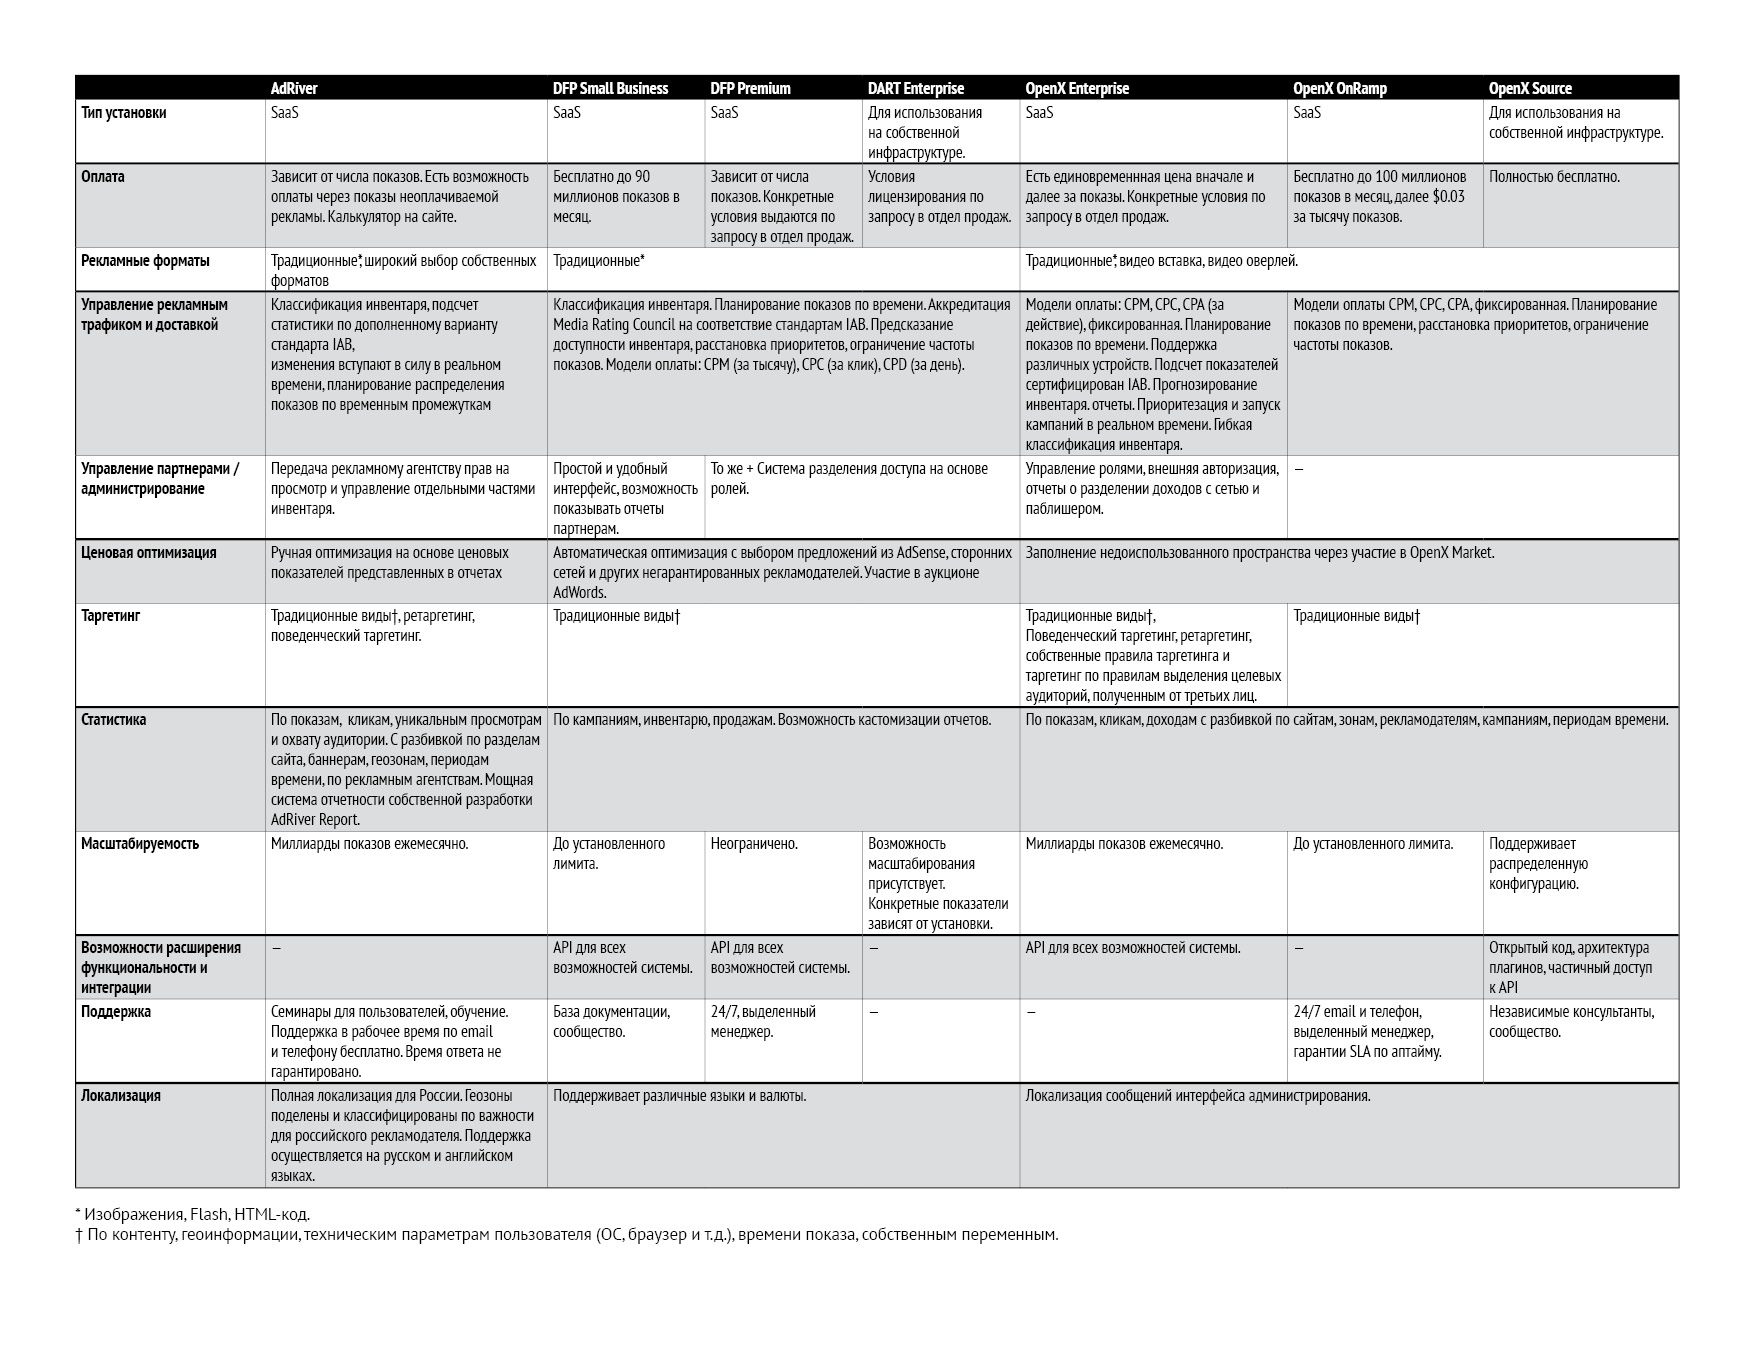 AdRiver
DFP Small Business
DFP Premium
DART Enterprise
OpenX Enterprise
OpenX OnRamp
OpenX Source
Тип установки
SaaS
SaaS
SaaS
Для использования
на собственной
инфраструктуре.
SaaS
SaaS
Для использования на
собственной инфраструктуре.
Оплата
Зависит от числа показов. Есть возможность
оплаты через показы неоплачиваемой
рекламы. Калькулятор на сайте.
Бесплатно до 90
миллионов показов в
месяц.
Зависит от числа
показов. Конкретные
условия выдаются по
запросу в отдел продаж.
Условия
лицензирования по
запросу в отдел продаж.
Есть единовременнная цена вначале и
далее за показы. Конкретные условия по
запросу в отдел продаж.
Бесплатно до 100 миллионов
показов в месяц, далее $0.03
за тысячу показов.
Полностью бесплатно.
Рекламные форматы
Традиционные*, широкий выбор собственных
форматов
Традиционные*
Традиционные*, видео вставка, видео оверлей.
Управление рекламным
трафиком и доставкой
Классификация инвентаря, подсчет
статистики по дополненному варианту
стандарта IAB,
изменения вступают в силу в реальном
времени, планирование распределения
показов по временным промежуткам
Классификация инвентаря. Планирование показов по времени. Аккредитация
Media Rating Council на соответствие стандартам IAB. Предсказание
доступности инвентаря, расстановка приоритетов, ограничение частоты
показов. Модели оплаты: CPM (за тысячу), CPC (за клик), CPD (за день).
Модели оплаты: CPM, CPC, CPA (за
действие), фиксированная. Планирование
показов по времени. Поддержка
различных устройств. Подсчет показателей
сертифицирован IAB. Прогнозирование
инвентаря. отчеты. Приоритезация и запуск
кампаний в реальном времени. Гибкая
классификация инвентаря.
Модели оплаты CPM, CPC, CPA, фиксированная. Планирование
показов по времени, расстановка приоритетов, ограничение
частоты показов.
Управление партнерами /
администрирование
Передача рекламному агентству прав на
просмотр и управление отдельными частями
инвентаря.
Простой и удобный
интерфейс, возможность
показывать отчеты
партнерам.
То же + Система разделения доступа на основе
ролей.
Управление ролями, внешняя авторизация,
отчеты о разделении доходов с сетью и
паблишером.
—
Ценовая оптимизация
Ручная оптимизация на основе ценовых
показателей представленных в отчетах
Автоматическая оптимизация с выбором предложений из AdSense, сторонних
сетей и других негарантированных рекламодателей. Участие в аукционе
AdWords.
Заполнение недоиспользованного пространства через участие в OpenX Market.
Таргетинг
Традиционные виды†, ретаргетинг,
поведенческий таргетинг.
Традиционные виды†
Традиционные виды†,
Поведенческий таргетинг, ретаргетинг,
собственные правила таргетинга и
таргетинг по правилам выделения целевых
аудиторий, полученным от третьих лиц.
Традиционные виды†
Статистика
По показам, кликам, уникальным просмотрам
и охвату аудитории. С разбивкой по разделам
сайта, баннерам, геозонам, периодам
времени, по рекламным агентствам. Мощная
система отчетности собственной разработки
AdRiver Report.
По кампаниям, инвентарю, продажам. Возможность кастомизации отчетов.
По показам, кликам, доходам с разбивкой по сайтам, зонам, рекламодателям, кампаниям, периодам времени.
Масштабируемость
Миллиарды показов ежемесячно.
До установленного
лимита.
Неограничено.
Возможность
масштабирования
присутствует.
Конкретные показатели
зависят от установки.
Миллиарды показов ежемесячно.
До установленного лимита.
Поддерживает
распределенную
конфигурацию.
Возможности расширения
функциональности и
интеграции
—
API для всех
возможностей системы.
API для всех
возможностей системы.
—
API для всех возможностей системы.
—
Открытый код, архитектура
плагинов, частичный доступ
к API
Поддержка
Семинары для пользователей, обучение.
Поддержка в рабочее время по email
и телефону бесплатно. Время ответа не
гарантировано.
База документации,
сообщество.
24/7, выделенный
менеджер.
—
—
24/7 email и телефон,
выделенный менеджер,
гарантии SLA по аптайму.
Независимые консультанты,
сообщество.
Локализация
Полная локализация для России. Геозоны
поделены и классифицированы по важности
для российского рекламодателя. Поддержка
осуществляется на русском и английском
языках.
Поддерживает различные языки и валюты.
Локализация сообщений интерфейса администрирования.
* Изображения, Flash, HTML-код.
† По контенту, геоинформации, техническим параметрам пользователя (ОС, браузер и т.д.), времени показа, собственным переменным.